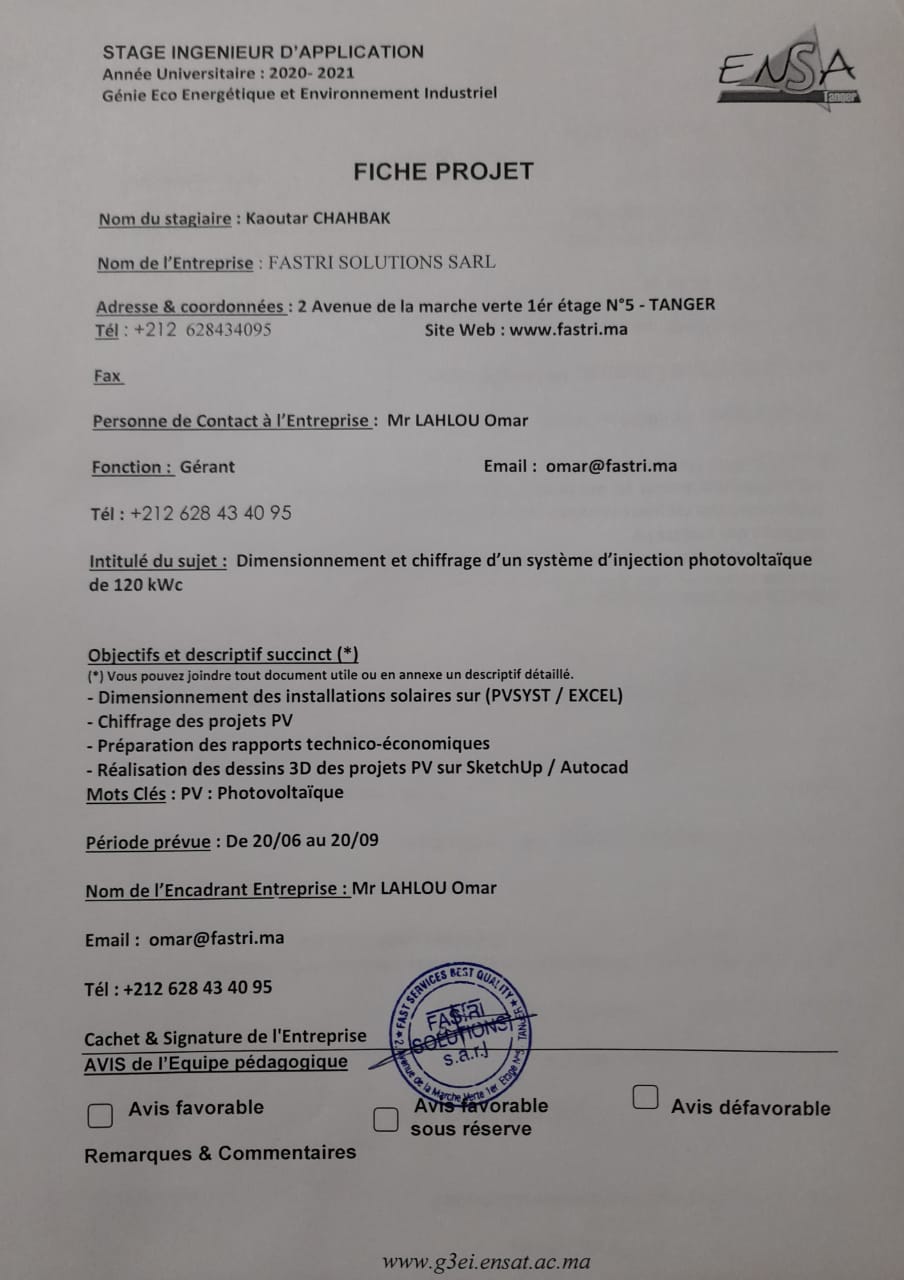 STAGE INGENIEUR D'APPLICATION
Année Universitaire : 2020- 2021
Génie Eco Energétique et Environnement Industriel
ENSA
Tanger
FICHE PROJET
Nom du stagiaire : Kaoutar CHAHBAK
Nom de l'Entreprise : FASTRI SOLUTIONS SARL
Adresse & coordonnées : 2 Avenue de la marche verte 1ér étage N°5 - TANGER
Tél : +212 628434095 Site Web : www.fastri.ma
Fax
Personne de Contact à l'Entreprise : Mr LAHLOU Omar
Fonction : Gérant Email : omar@fastri.ma
Tél : +212 628 43 40 95
Intitulé du sujet : Dimensionnement et chiffrage d'un système d'injection photovoltaïque
de 120 kWc
Objectifs et descriptif succinct (*)
(*) Vous pouvez joindre tout document utile ou en annexe un descriptif détaillé.
- Dimensionnement des installations solaires sur (PVSYST / EXCEL)
- Chiffrage des projets PV
- Préparation des rapports technico-économiques
- Réalisation des dessins 3D des projets PV sur SketchUp / Autocad
Mots Clés : PV : Photovoltaïque
Période prévue : De 20/06 au 20/09
Nom de l'Encadrant Entreprise : Mr LAHLOU Omar
Email : omar@fastri.ma
Tél : +212 628 43 40 95
Cachet & Signature de l'Entreprise
★ FAST SERVICES BEST QUALITY ★
FASTRI
SOLUTIONS
s.a.r.l
2, Avenue de la Marche Verte 1er Etage N°5 TANGER
AVIS de l'Equipe pédagogique
Avis favorable
Avis favorable
sous réserve
Avis défavorable
Remarques & Commentaires
www.g3ei.ensat.ac.ma